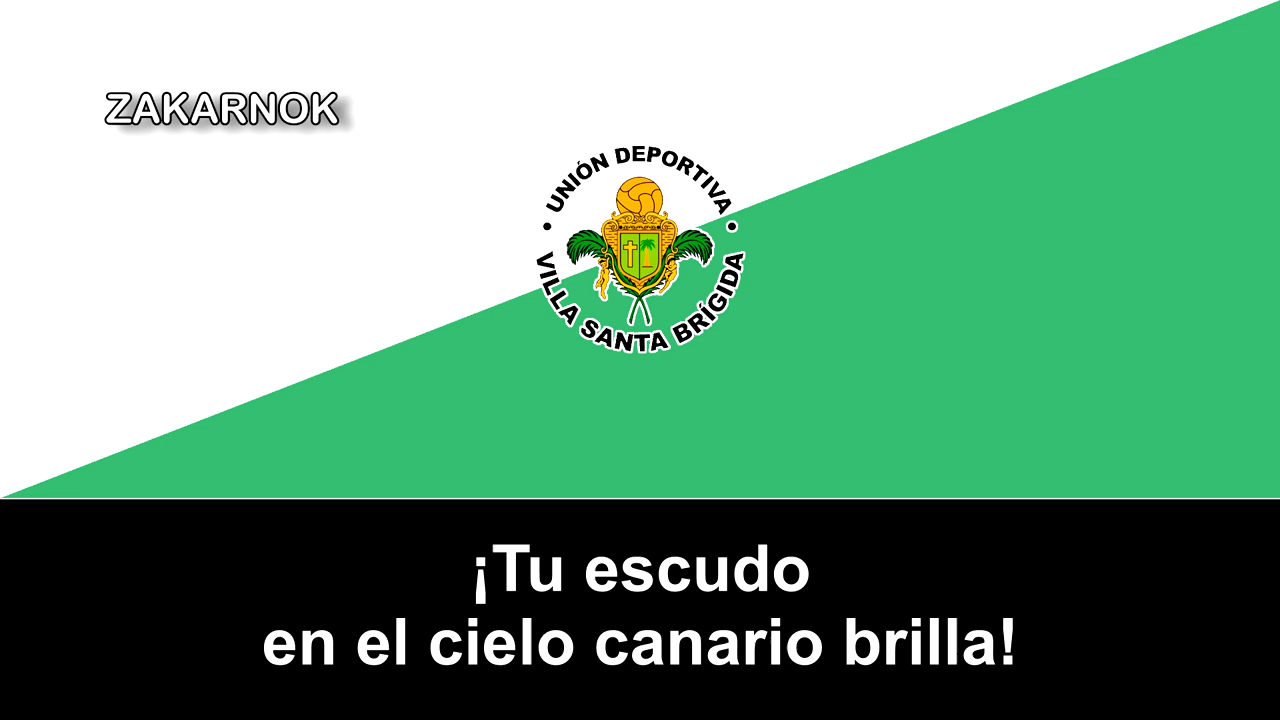 ZAKARNOK
UNIÓN DEPORTIVA
VILLA SANTA BRÍGIDA
¡Tu escudo
en el cielo canario brilla!